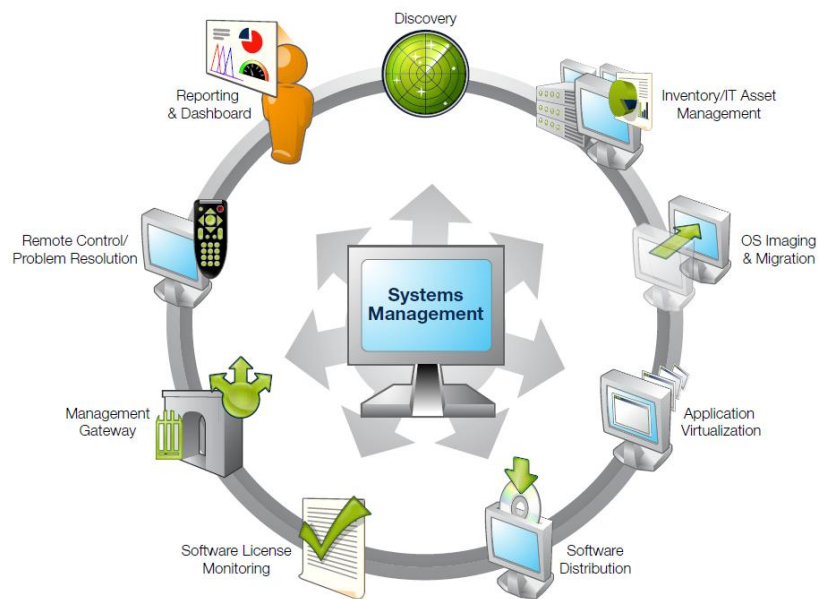 Discovery
Reporting
& Dashboard
Inventory/IT Asset
Management
Remote Control/
Problem Resolution
OS Imaging
& Migration
Systems
Management
Management
Gateway
Application
Virtualization
Software License
Monitoring
Software
Distribution